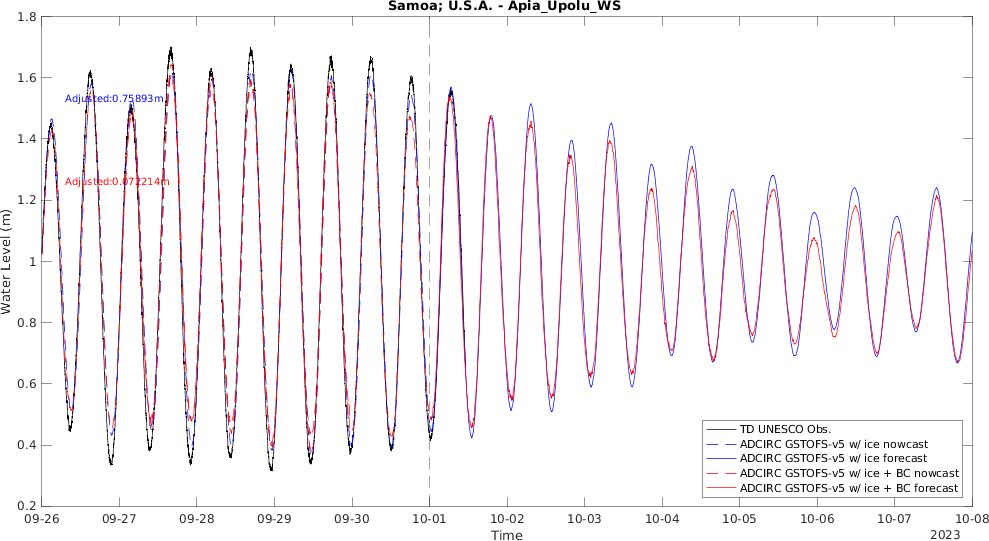 Samoa; U.S.A. - Apia_Upolu_WS
1.8
1.6
1.4
1.2
1
0.8
0.6
0.4
0.2
Water Level (m)
Adjusted:0.75893m
Adjusted:0.072214m
TD UNESCO Obs.
ADCIRC GSTOFS-v5 w/ ice nowcast
ADCIRC GSTOFS-v5 w/ ice forecast
ADCIRC GSTOFS-v5 w/ ice + BC nowcast
ADCIRC GSTOFS-v5 w/ ice + BC forecast
09-26 09-27 09-28 09-29 09-30 10-01 10-02 10-03 10-04 10-05 10-06 10-07 10-08
Time
2023